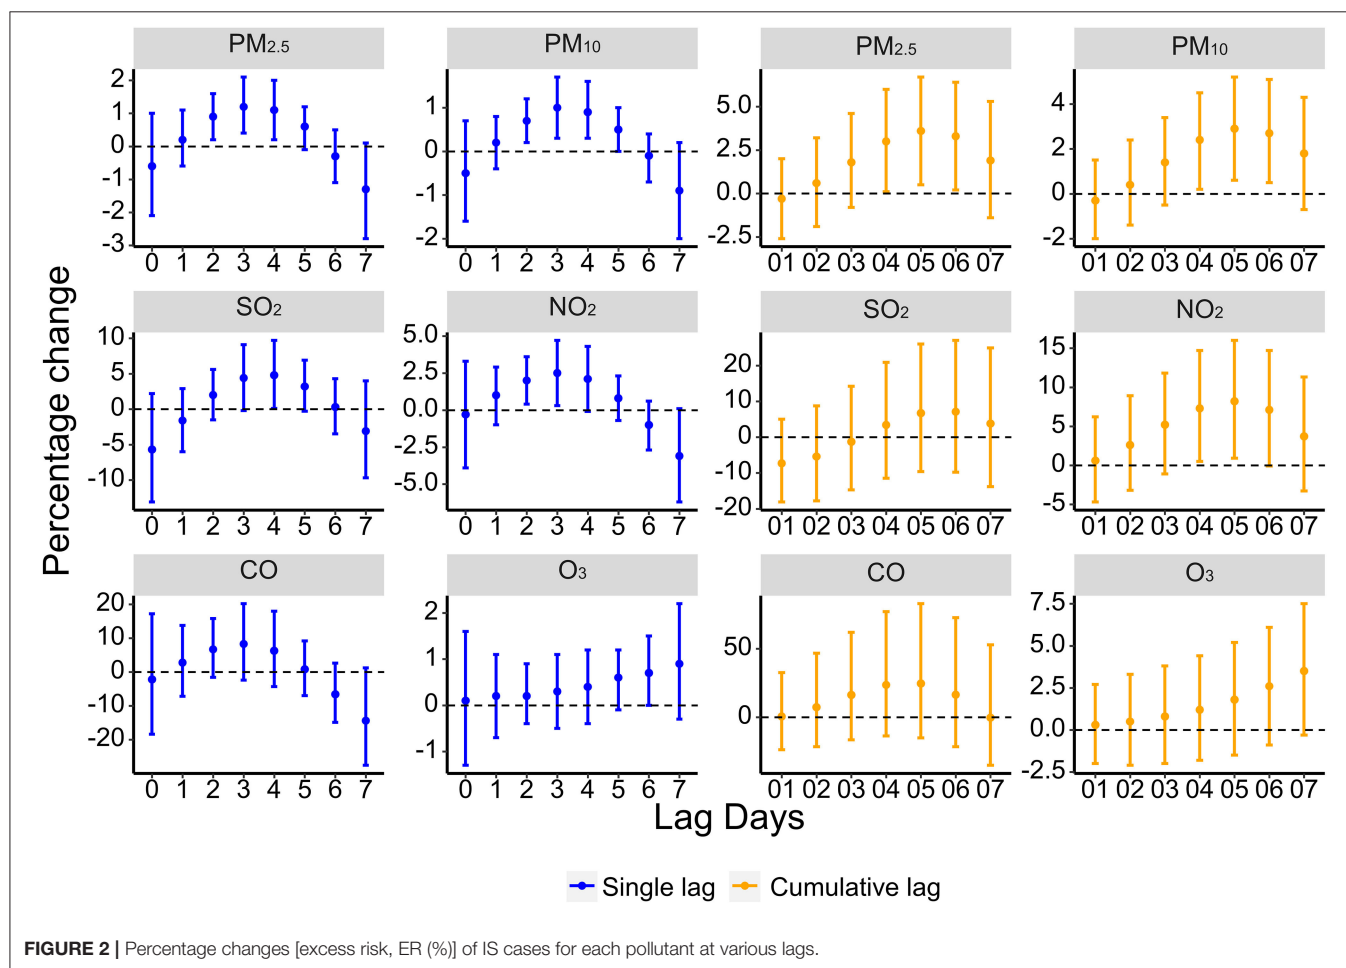 PM2.5 PM10 PM2.5 PM10
2 1 0 -1 -2 -3
1 0 -1 -2
5.0 2.5 0.0 -2.5
4 2 0 -2
0 1 2 3 4 5 6 7 0 1 2 3 4 5 6 7 01 02 03 04 05 06 07 01 02 03 04 05 06 07
Percentage change
SO2 NO2 SO2 NO2
10 5 0 -5 -10
5.0 2.5 0.0 -2.5 -5.0
20 10 0 -10 -20
15 10 5 0 -5
0 1 2 3 4 5 6 7 0 1 2 3 4 5 6 7 01 02 03 04 05 06 07 01 02 03 04 05 06 07
CO O3 CO O3
20 10 0 -10 -20
2 1 0 -1
50 0
7.5 5.0 2.5 0.0 -2.5
0 1 2 3 4 5 6 7 0 1 2 3 4 5 6 7 01 02 03 04 05 06 07 01 02 03 04 05 06 07
Lag Days
Single lag Cumulative lag
FIGURE 2 | Percentage changes [excess risk, ER (%)] of IS cases for each pollutant at various lags.